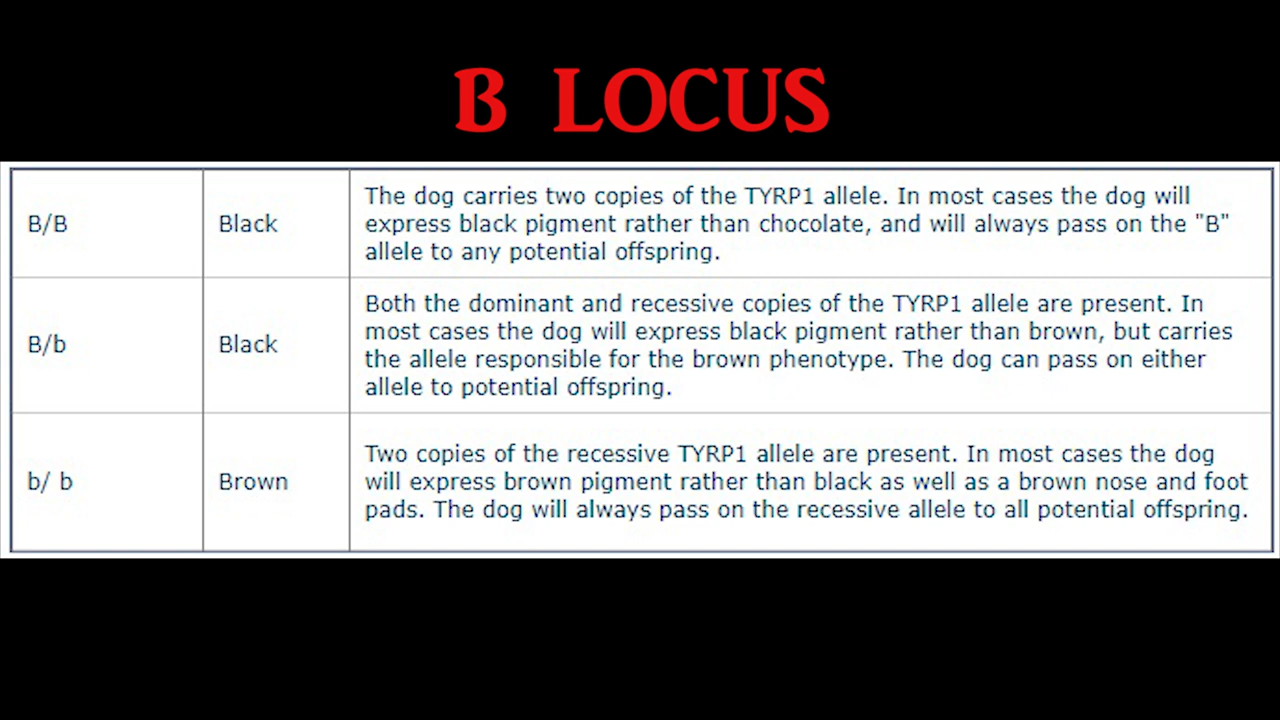 B LOCUS
B/B
Black
The dog carries two copies of the TYRP1 allele. In most cases the dog will
express black pigment rather than chocolate, and will always pass on the "B"
allele to any potential offspring.
B/b
Black
Both the dominant and recessive copies of the TYRP1 allele are present. In
most cases the dog will express black pigment rather than brown, but carries
the allele responsible for the brown phenotype. The dog can pass on either
allele to potential offspring.
b/ b
Brown
Two copies of the recessive TYRP1 allele are present. In most cases the dog
will express brown pigment rather than black as well as a brown nose and foot
pads. The dog will always pass on the recessive allele to all potential offspring.